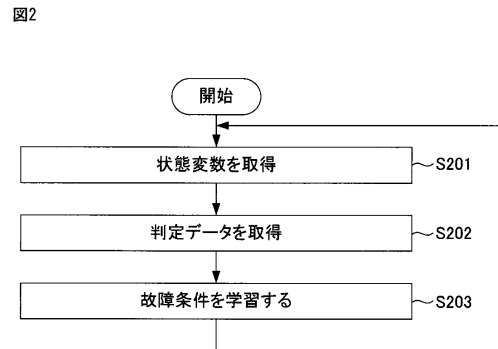 図2
開始
状態変数を取得
S201
判定データを取得
S202
故障条件を学習する
S203